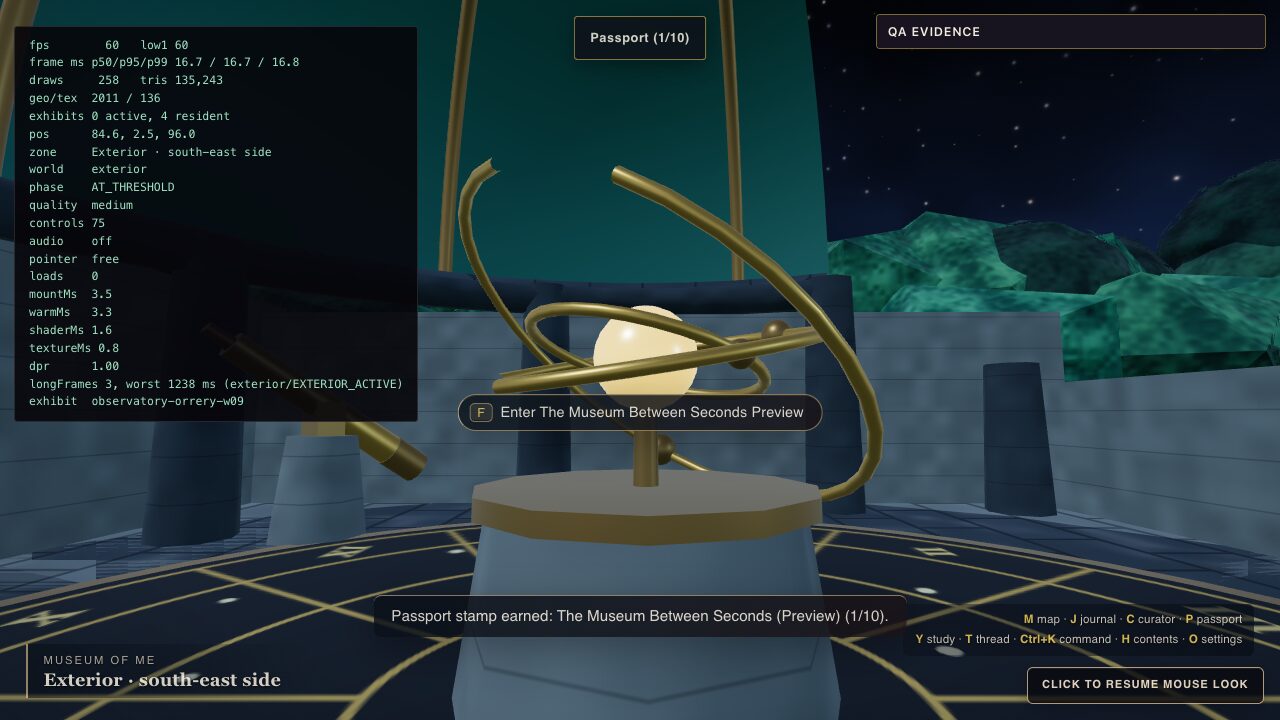 fps 60 low1 60
frame ms p50/p95/p99 16.7 / 16.7 / 16.8
draws 258 tris 135,243
geo/tex 2011 / 136
exhibits 0 active, 4 resident
pos 84.6, 2.5, 96.0
zone Exterior · south-east side
world exterior
phase AT_THRESHOLD
quality medium
controls 75
audio off
pointer free
loads 0
mountMs 3.5
warmMs 3.3
shaderMs 1.6
textureMs 0.8
dpr 1.00
longFrames 3, worst 1238 ms (exterior/EXTERIOR_ACTIVE)
exhibit observatory-orrery-w09
Passport (1/10)
QA EVIDENCE
F Enter The Museum Between Seconds Preview
Passport stamp earned: The Museum Between Seconds (Preview) (1/10).
M map · J journal · C curator · P passport
Y study · T thread · Ctrl+K command · H contents · O settings
MUSEUM OF ME
Exterior · south-east side
CLICK TO RESUME MOUSE LOOK